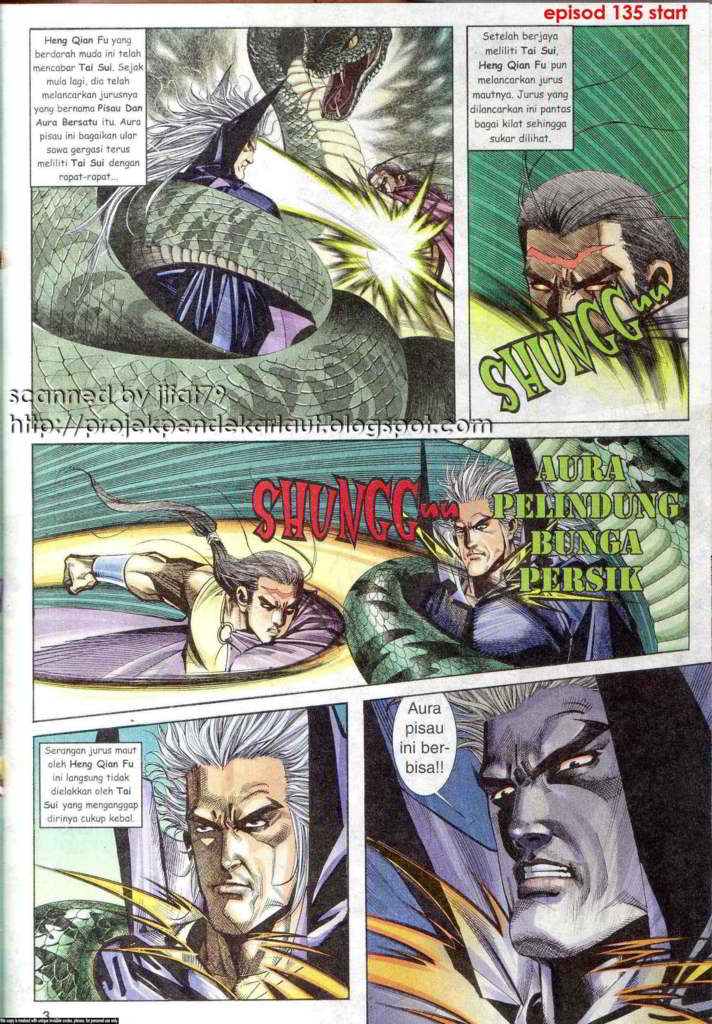 episod 135 start
Heng Qian Fu yang
berdarah muda ini telah
mencabar Tai Sui. Sejak
mula lagi, dia telah
melancarkan jurusnya
yang bernama Pisau Dan
Aura Bersatu itu. Aura
pisau ini bagaikan ular
sawa gergasi terus
meliliti Tai Sui dengan
rapat-rapat...
Setelah berjaya
meliliti Tai Sui,
Heng Qian Fu pun
melancarkan jurus
mautnya. Jurus yang
dilancarkan ini pantas
bagai kilat sehingga
sukar dilihat.
SHUNGGuu
scanned by jifat79
http://projekpendekarlaut.blogspot.com
SHUNGGuu
AURA
PELINDUNG
BUNGA
PERSIK
Serangan jurus maut
oleh Heng Qian Fu
ini langsung tidak
dielakkan oleh Tai
Sui yang menganggap
dirinya cukup kebal.
Aura
pisau
ini ber-
bisa!!
3